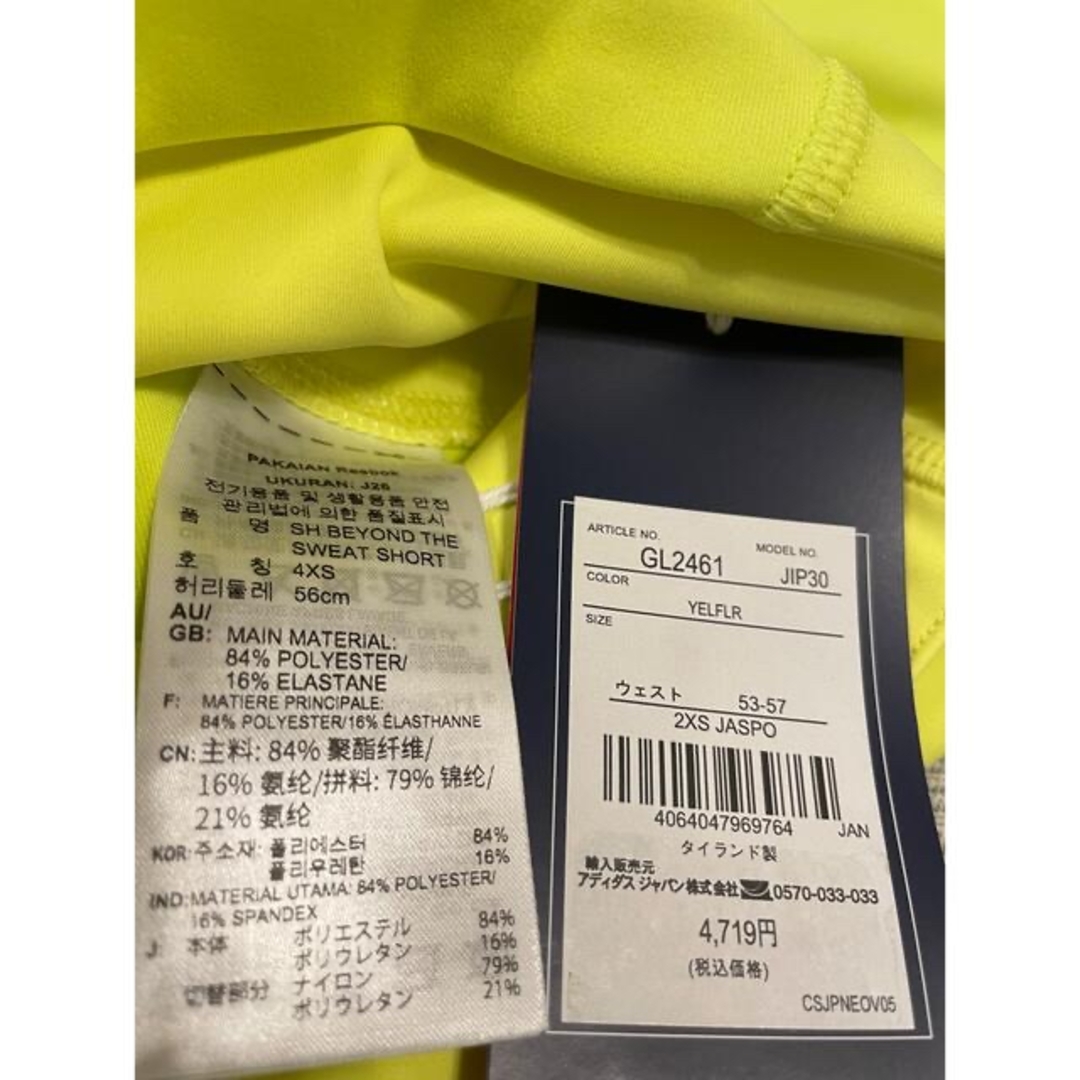 PAKAIAN Reebok
UKURAN: J26
전기용품 및 생활용품 안전
관리법에 의한 품질표시
품 명 SH BEYOND THE
SWEAT SHORT
호 칭 4XS
허리둘레 56cm
AU/
GB: MAIN MATERIAL:
84% POLYESTER/
16% ELASTANE
F: MATIERE PRINCIPALE:
84% POLYESTER/16% ÉLASTHANNE
CN: 主料: 84% 聚酯纤维/
16% 氨纶/拼料: 79% 锦纶/
21% 氨纶
KOR: 주소재: 폴리에스터 84%
폴리우레탄 16%
IND: MATERIAL UTAMA: 84% POLYESTER/
16% SPANDEX
J: 本体 ポリエステル 84%
ポリウレタン 16%
切替部分 ナイロン 79%
ポリウレタン 21%
ARTICLE NO. MODEL NO.
GL2461 JIP30
COLOR
YELFLR
SIZE
ウェスト 53-57
2XS JASPO
4064047969764 JAN
タイランド製
輸入販売元
アディダス ジャパン株式会社 0570-033-033
4,719円
(税込価格)
CSJPNEOV05